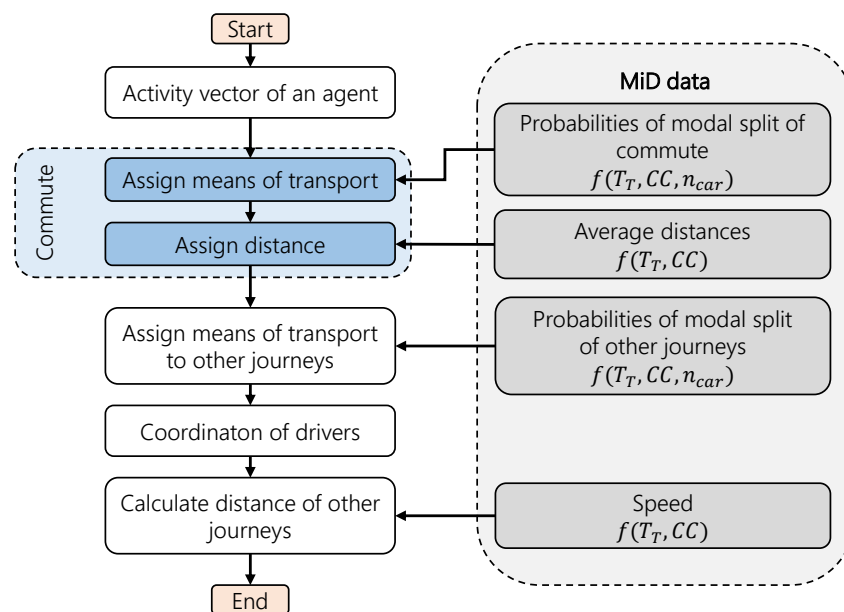 Start
Activity vector of an agent
Commute
Assign means of transport
Assign distance
Assign means of transport
to other journeys
Coordinaton of drivers
Calculate distance of other
journeys
End
MiD data
Probabilities of modal split of
commute
f(T_T, CC, n_car)
Average distances
f(T_T, CC)
Probabilities of modal split
of other journeys
f(T_T, CC, n_car)
Speed
f(T_T, CC)